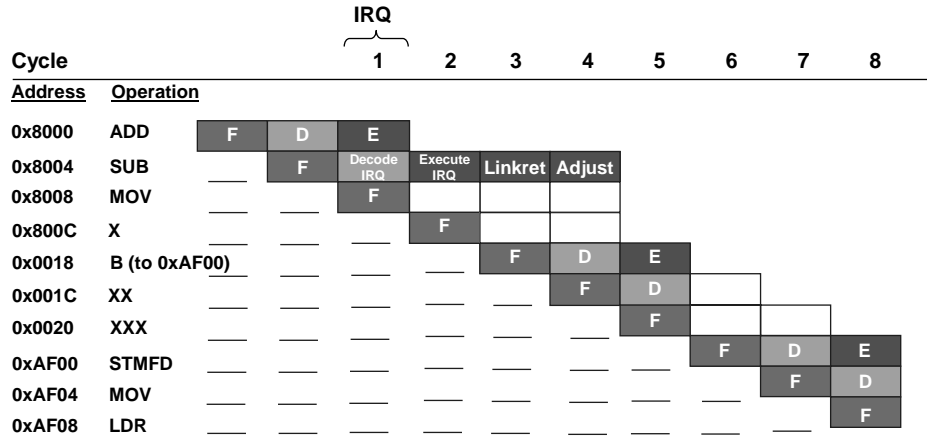 IRQ
Cycle 1 2 3 4 5 6 7 8
Address Operation
0x8000 ADD F D E
0x8004 SUB F Decode IRQ Execute IRQ Linkret Adjust
0x8008 MOV F
0x800C X F
0x0018 B (to 0xAF00) F D E
0x001C XX F D
0x0020 XXX F
0xAF00 STMFD F D E
0xAF04 MOV F D
0xAF08 LDR F